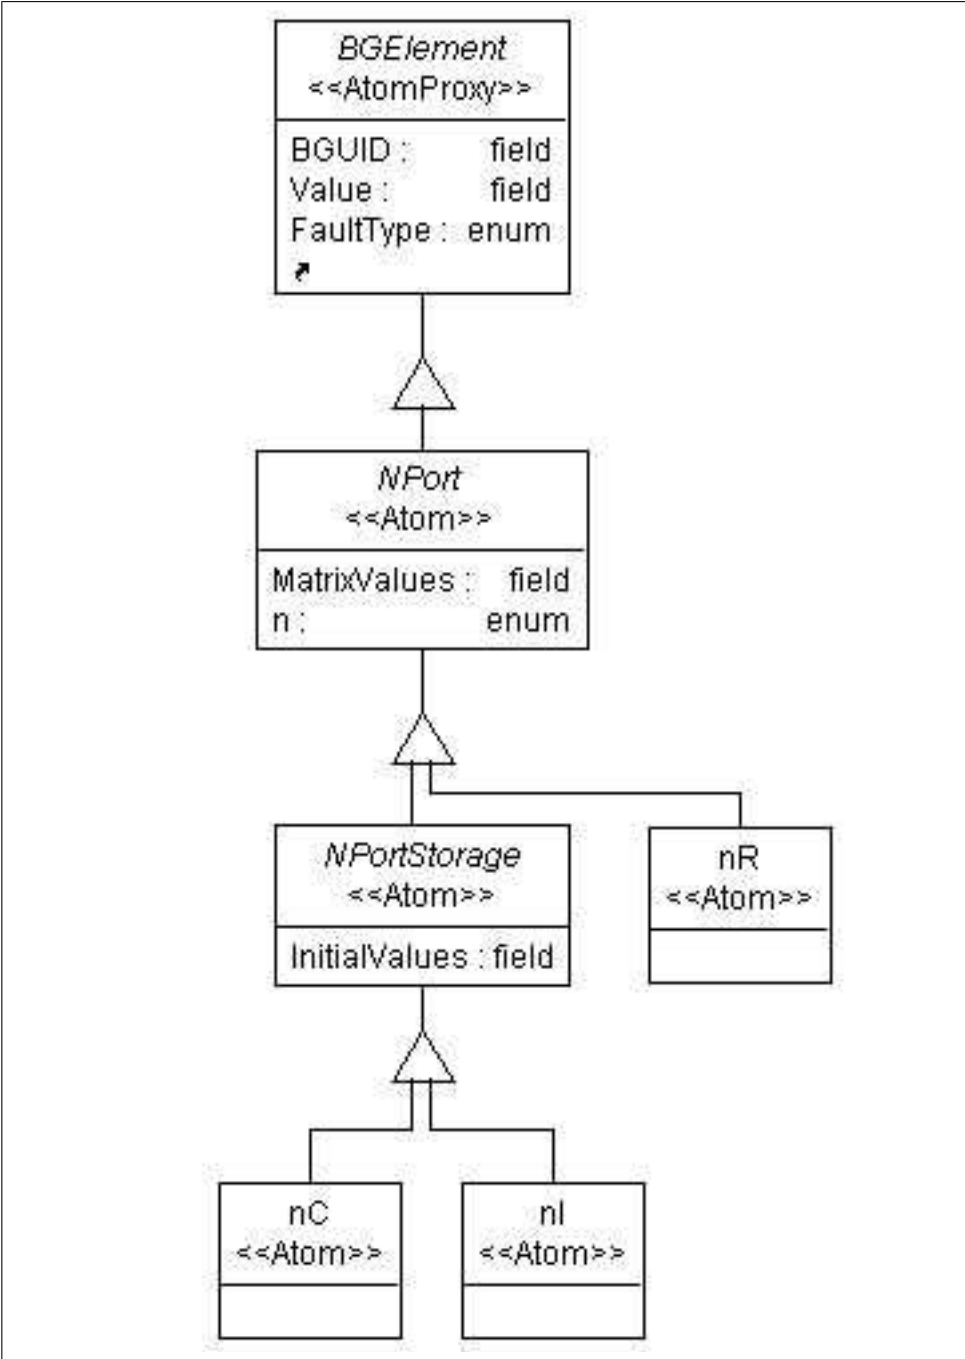 BGElement
<<AtomProxy>>
BGUID : field
Value : field
FaultType : enum
NPort
<<Atom>>
MatrixValues : field
n : enum
NPortStorage
<<Atom>>
InitialValues : field
nR
<<Atom>>
nC
<<Atom>>
nI
<<Atom>>